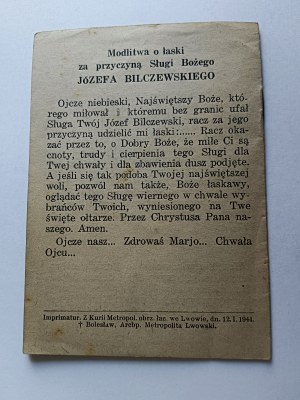 Modlitwa o łaski
za przyczyną Sługi Bożego
JÓZEFA BILCZEWSKIEGO
Ojcze niebieski, Najświętszy Boże, któ-
rego miłował i któremu bez granic ufał
Sługa Twój Józef Bilczewski, racz za jego
przyczyną udzielić mi łaski:...... Racz oka-
zać przez to, o Dobry Boże, że miłe Ci są
cnoty, trudy i cierpienia tego Sługi dla
Twej chwały i dla zbawienia dusz podjęte.
A jeśli się tak podoba Twojej najświętszej
woli, pozwól nam także, Boże łaskawy,
oglądać tego Sługę wiernego w chwale wy-
brańców Twoich, wyniesionego na Twe
święte ołtarze. Przez Chrystusa Pana na-
szego. Amen.
Ojcze nasz... Zdrowaś Marjo... Chwała
Ojcu...
Imprimatur. Z Kurii Metropol. obrz. łac. we Lwowie, dn. 12. I. 1944.
† Bolesław, Arcbp. Metropolita Lwowski.